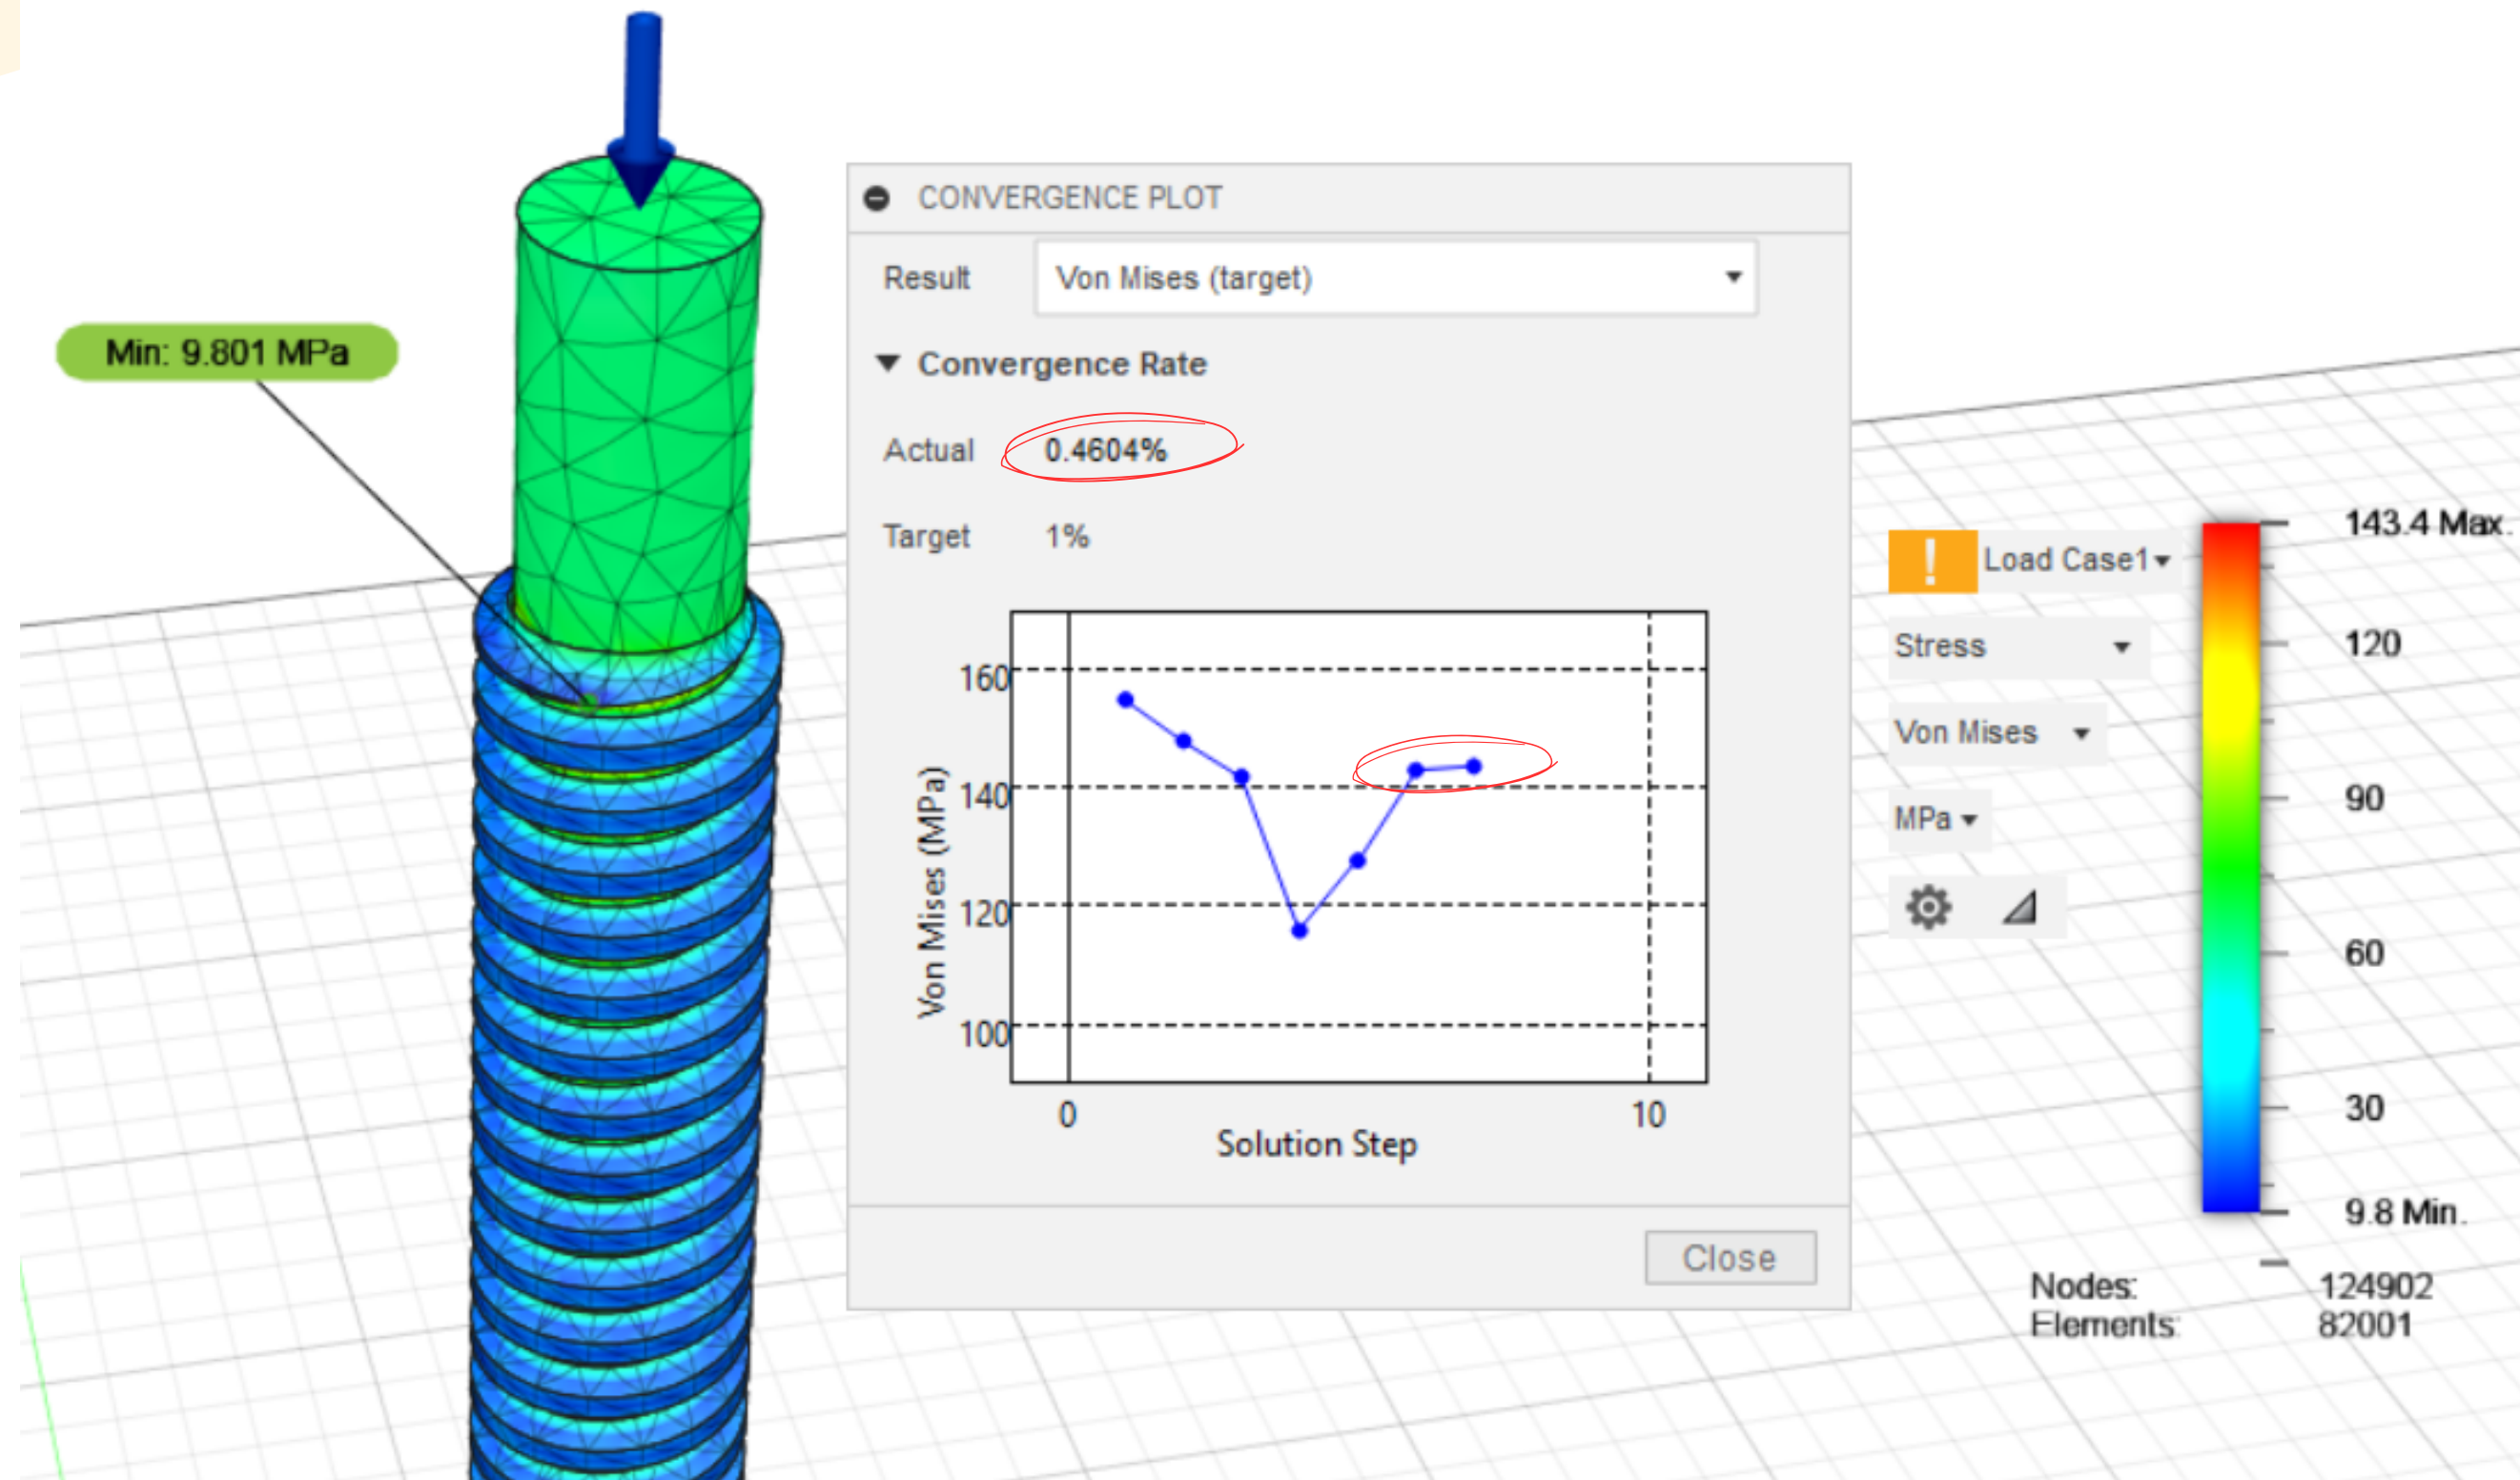 Min: 9.801 MPa
CONVERGENCE PLOT
Result Von Mises (target)
Convergence Rate
Actual 0.4604%
Target 1%
160
140
120
100
Von Mises (MPa)
0 10
Solution Step
Close
! Load Case1
Stress
Von Mises
MPa
143.4 Max.
120
90
60
30
9.8 Min.
Nodes: 124902
Elements: 82001